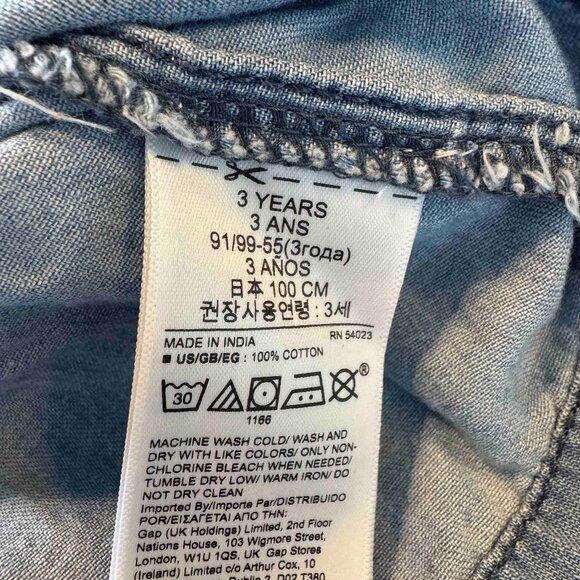 3 YEARS
3 ANS
91/99-55(3года)
3 AÑOS
日本 100 CM
권장사용연령 : 3세
MADE IN INDIA RN 54023
■ US/GB/EG : 100% COTTON
30 ®
1166
MACHINE WASH COLD/ WASH AND
DRY WITH LIKE COLORS/ ONLY NON-
CHLORINE BLEACH WHEN NEEDED/
TUMBLE DRY LOW/ WARM IRON/ DO
NOT DRY CLEAN
Imported By/Importe Par/DISTRIBUIDO
POR/ΕΙΣΑΓΕΤΑΙ ΑΠΟ ΤΗΝ:
Gap (UK Holdings) Limited, 2nd Floor
Nations House, 103 Wigmore Street,
London, W1U 1QS, UK Gap Stores
(Ireland) Limited c/o Arthur Cox, 10
Dublin 2, D02 T380